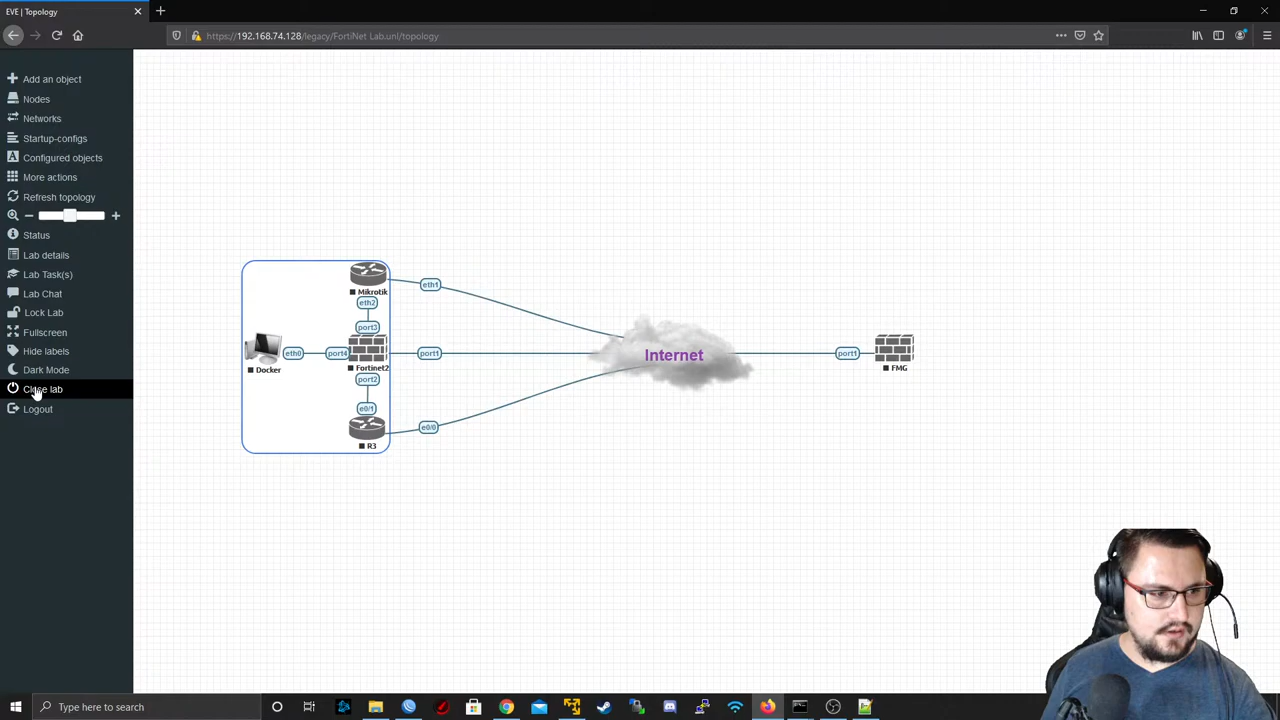 EVE | Topology
https://192.168.74.128/legacy/FortiNet Lab.unl/topology
Add an object
Nodes
Networks
Startup-configs
Configured objects
More actions
Refresh topology
Status
Lab details
Lab Task(s)
Lab Chat
Lock Lab
Fullscreen
Hide labels
Dark Mode
Close lab
Logout
Mikrotik
eth1
eth2
port3
Docker
eth0
port4
Fortinet2
port1
port2
e0/1
R3
e0/0
Internet
port1
FMG
Type here to search